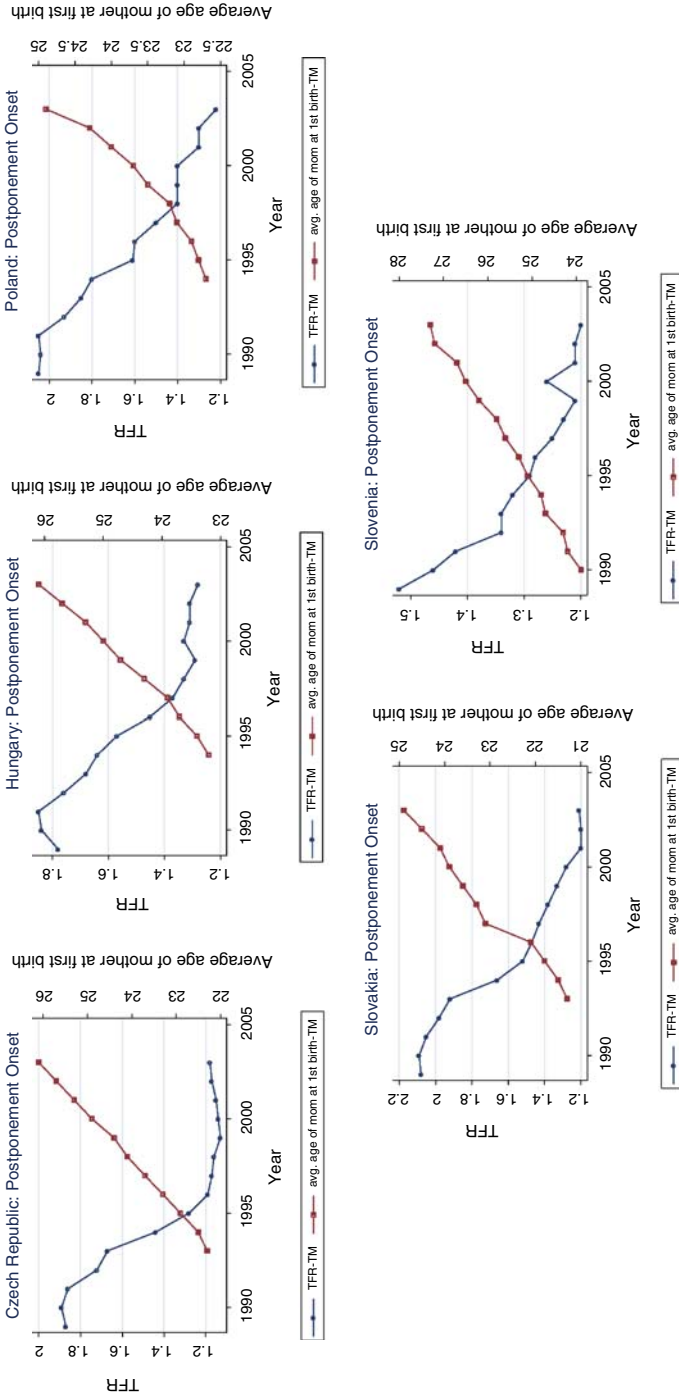 Czech Republic: Postponement Onset
TFR
2
1.8
1.6
1.4
1.2
Average age of mother at first birth
26
25
24
23
22
1990
1995
2000
2005
Year
TFR-TM
avg. age of mom at 1st birth-TM
Hungary: Postponement Onset
TFR
1.8
1.6
1.4
1.2
Average age of mother at first birth
26
25
24
23
1990
1995
2000
2005
Year
TFR-TM
avg. age of mom at 1st birth-TM
Poland: Postponement Onset
TFR
2
1.8
1.6
1.4
1.2
Average age of mother at first birth
25
24.5
24
23.5
23
22.5
1990
1995
2000
2005
Year
TFR-TM
avg. age of mom at 1st birth-TM
Slovakia: Postponement Onset
TFR
2.2
2
1.8
1.6
1.4
1.2
Average age of mother at first birth
25
24
23
22
21
1990
1995
2000
2005
Year
TFR-TM
avg. age of mom at 1st birth-TM
Slovenia: Postponement Onset
TFR
1.5
1.4
1.3
1.2
Average age of mother at first birth
28
27
26
25
24
1990
1995
2000
2005
Year
TFR-TM
avg. age of mom at 1st birth-TM